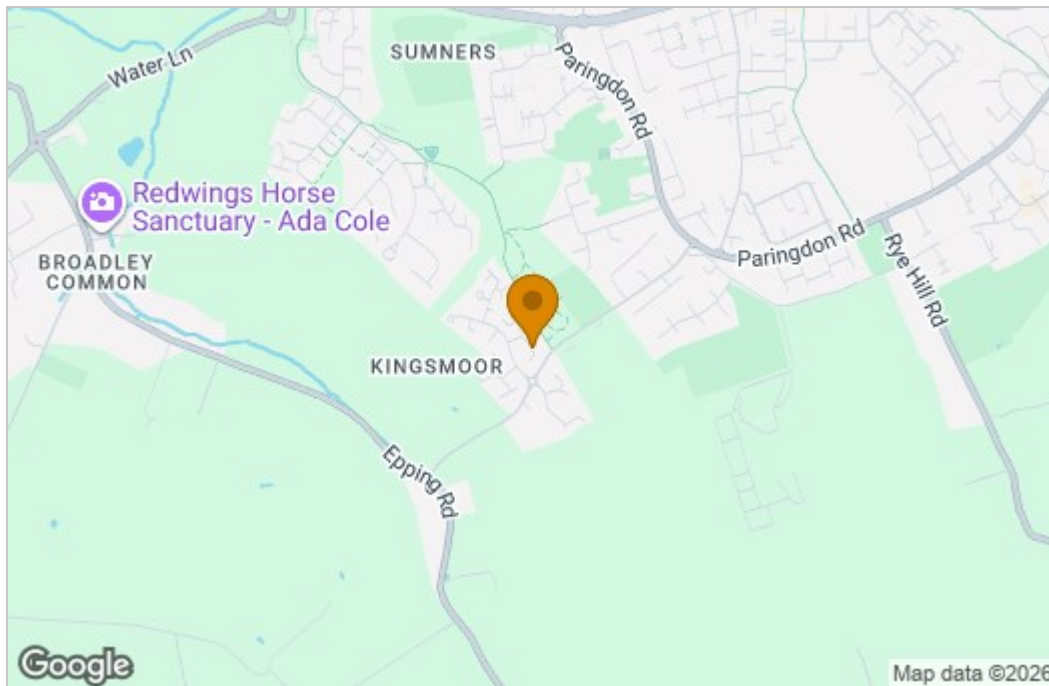 SUMNERS
Water Ln
Paringdon Rd
Redwings Horse
Sanctuary - Ada Cole
Paringdon Rd
Rye Hill Rd
BROADLEY
COMMON
KINGSMOOR
Epping Rd
Google
Map data ©2026